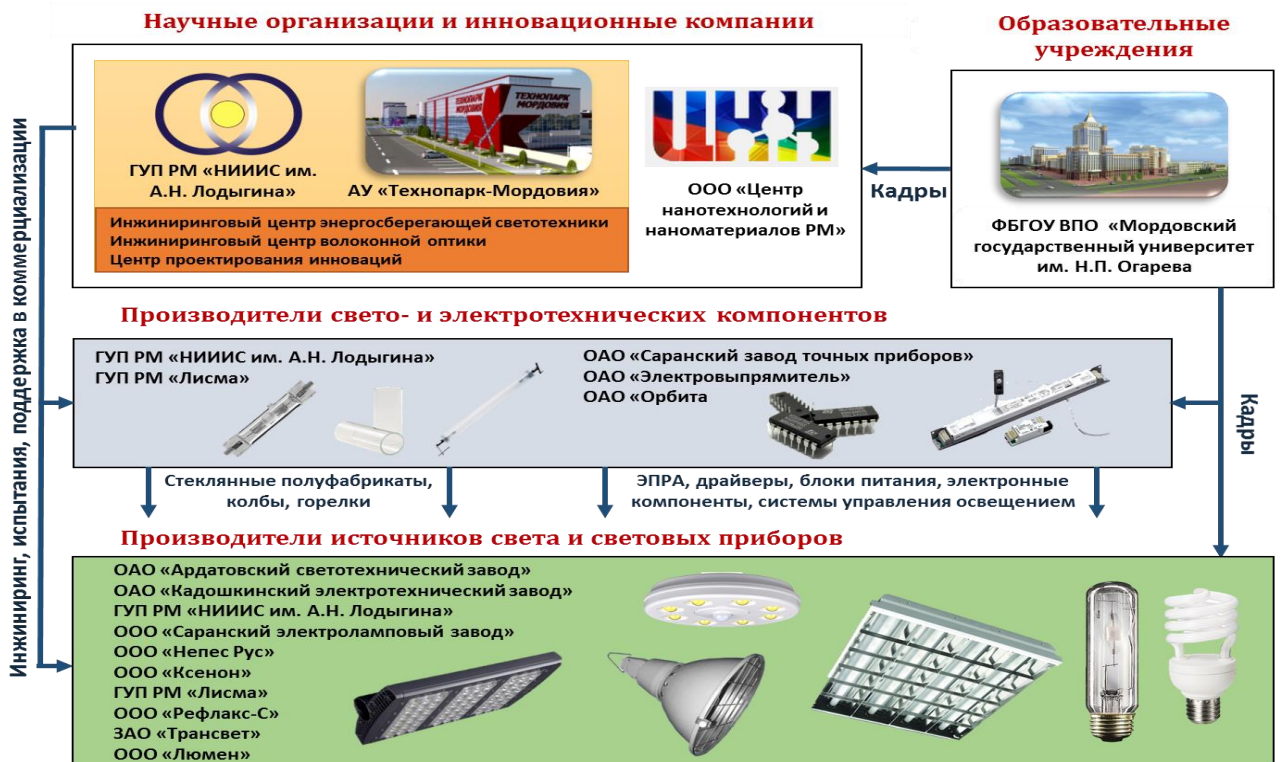 Научные организации и инновационные компании
Образовательные
учреждения
ТЕХНОПАРК
МОРДОВИЯ
ТЕХНОПАРК
МОРДОВИЯ
ЦНН
ГУП РМ «НИИИС им.
А.Н. Лодыгина»
АУ «Технопарк-Мордовия»
ООО «Центр
нанотехнологий и
наноматериалов РМ»
Инжиниринговый центр энергосберегающей светотехники
Инжиниринговый центр волоконной оптики
Центр проектирования инноваций
Кадры
ФБГОУ ВПО «Мордовский
государственный университет
им. Н.П. Огарева
Инжиниринг, испытания, поддержка в коммерциализации
Производители свето- и электротехнических компонентов
ГУП РМ «НИИИС им. А.Н. Лодыгина»
ГУП РМ «Лисма»
ОАО «Саранский завод точных приборов»
ОАО «Электровыпрямитель»
ОАО «Орбита
Кадры
Стеклянные полуфабрикаты,
колбы, горелки
ЭПРА, драйверы, блоки питания, электронные
компоненты, системы управления освещением
Производители источников света и световых приборов
ОАО «Ардатовский светотехнический завод»
ОАО «Кадошкинский электротехнический завод»
ГУП РМ «НИИИС им. А.Н. Лодыгина»
ООО «Саранский электроламповый завод»
ООО «Непес Рус»
ООО «Ксенон»
ГУП РМ «Лисма»
ООО «Рефлакс-С»
ЗАО «Трансвет»
ООО «Люмен»